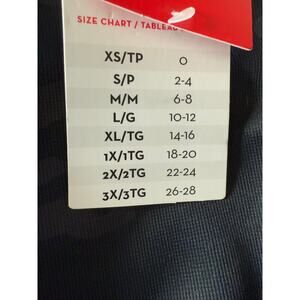 SIZE CHART / TABLEAU
XS/TP 0
S/P 2-4
M/M 6-8
L/G 10-12
XL/TG 14-16
1X/1TG 18-20
2X/2TG 22-24
3X/3TG 26-28